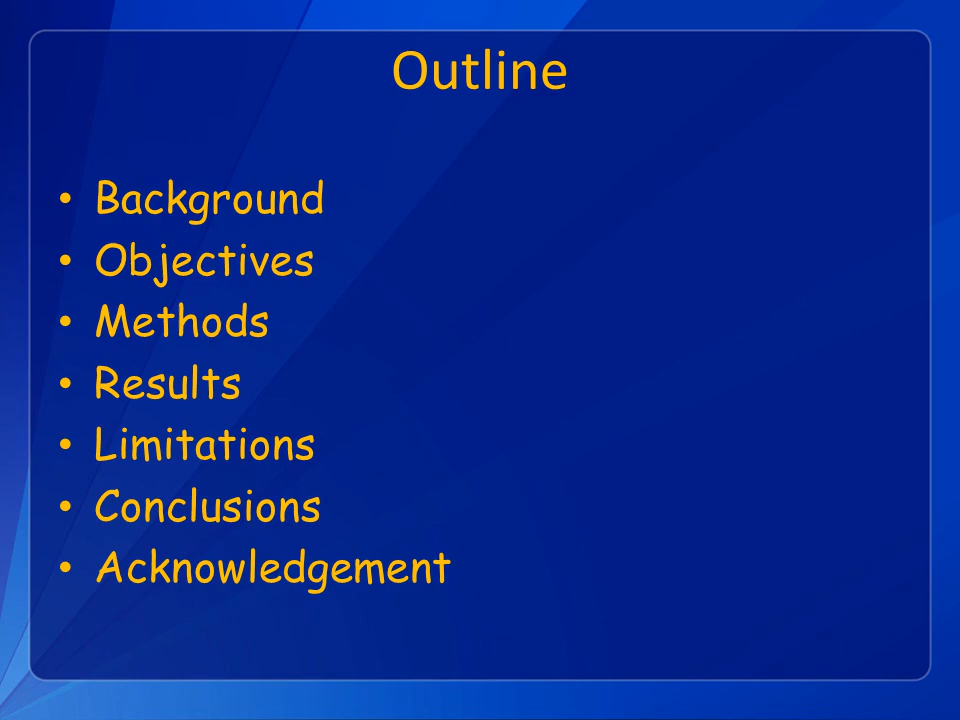 Outline
• Background
• Objectives
• Methods
• Results
• Limitations
• Conclusions
• Acknowledgement